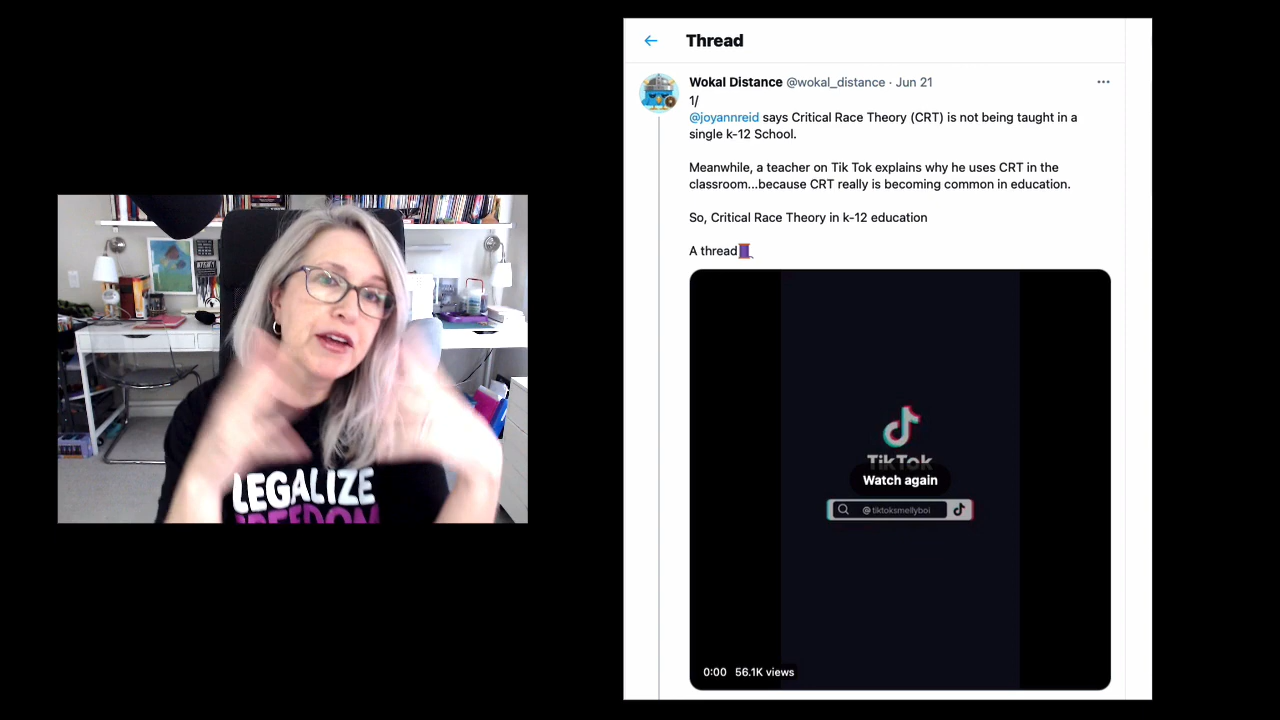 Thread
Wokal Distance @wokal_distance · Jun 21
1/
@joyannreid says Critical Race Theory (CRT) is not being taught in a
single k-12 School.
Meanwhile, a teacher on Tik Tok explains why he uses CRT in the
classroom...because CRT really is becoming common in education.
So, Critical Race Theory in k-12 education
A thread🧵
TikTok
Watch again
@tiktoksmellyboi
0:00 56.1K views
LEGALIZE
FREEDOM